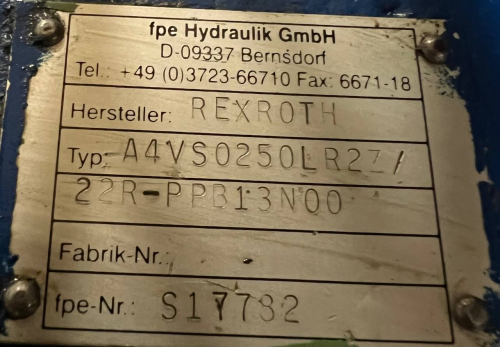 fpe Hydraulik GmbH
D-09337 Bernsdorf
Tel.: +49 (0)3723-66710 Fax: 6671-18
Hersteller: REXROTH
Typ: A4VSO250LR2Z/
22R-PPB13N00
Fabrik-Nr.:
fpe-Nr.: S17782